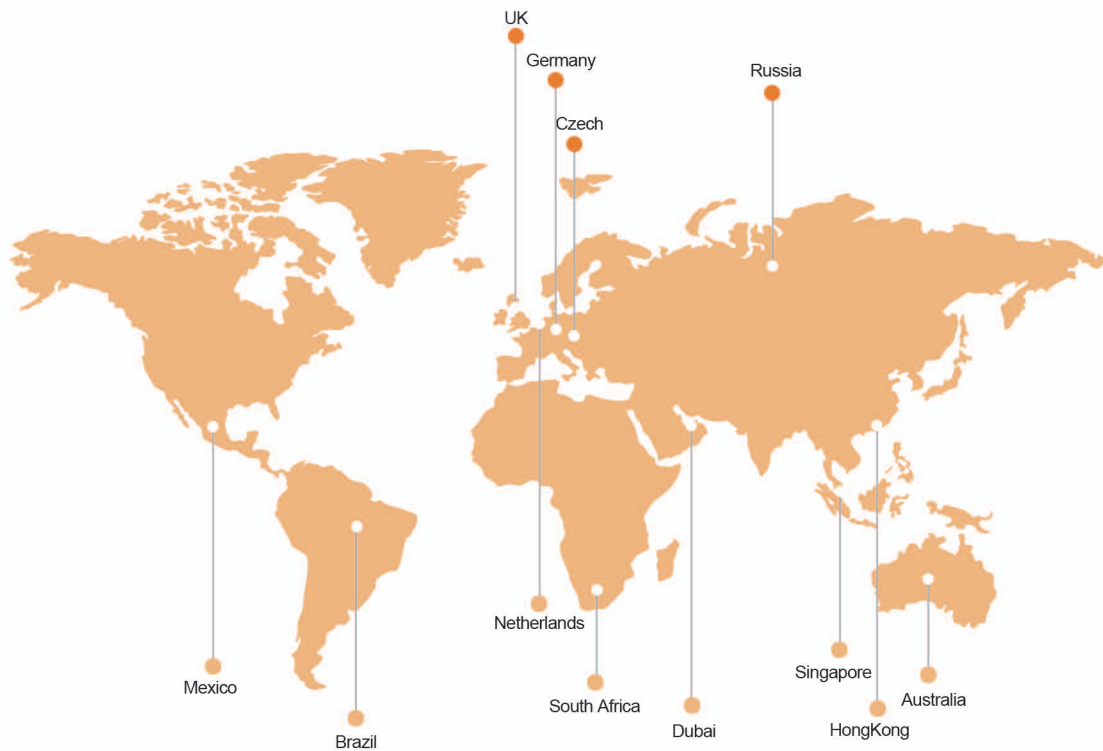 UK
Germany
Russia
Czech
Netherlands
Singapore
Mexico
South Africa
Australia
Dubai
HongKong
Brazil